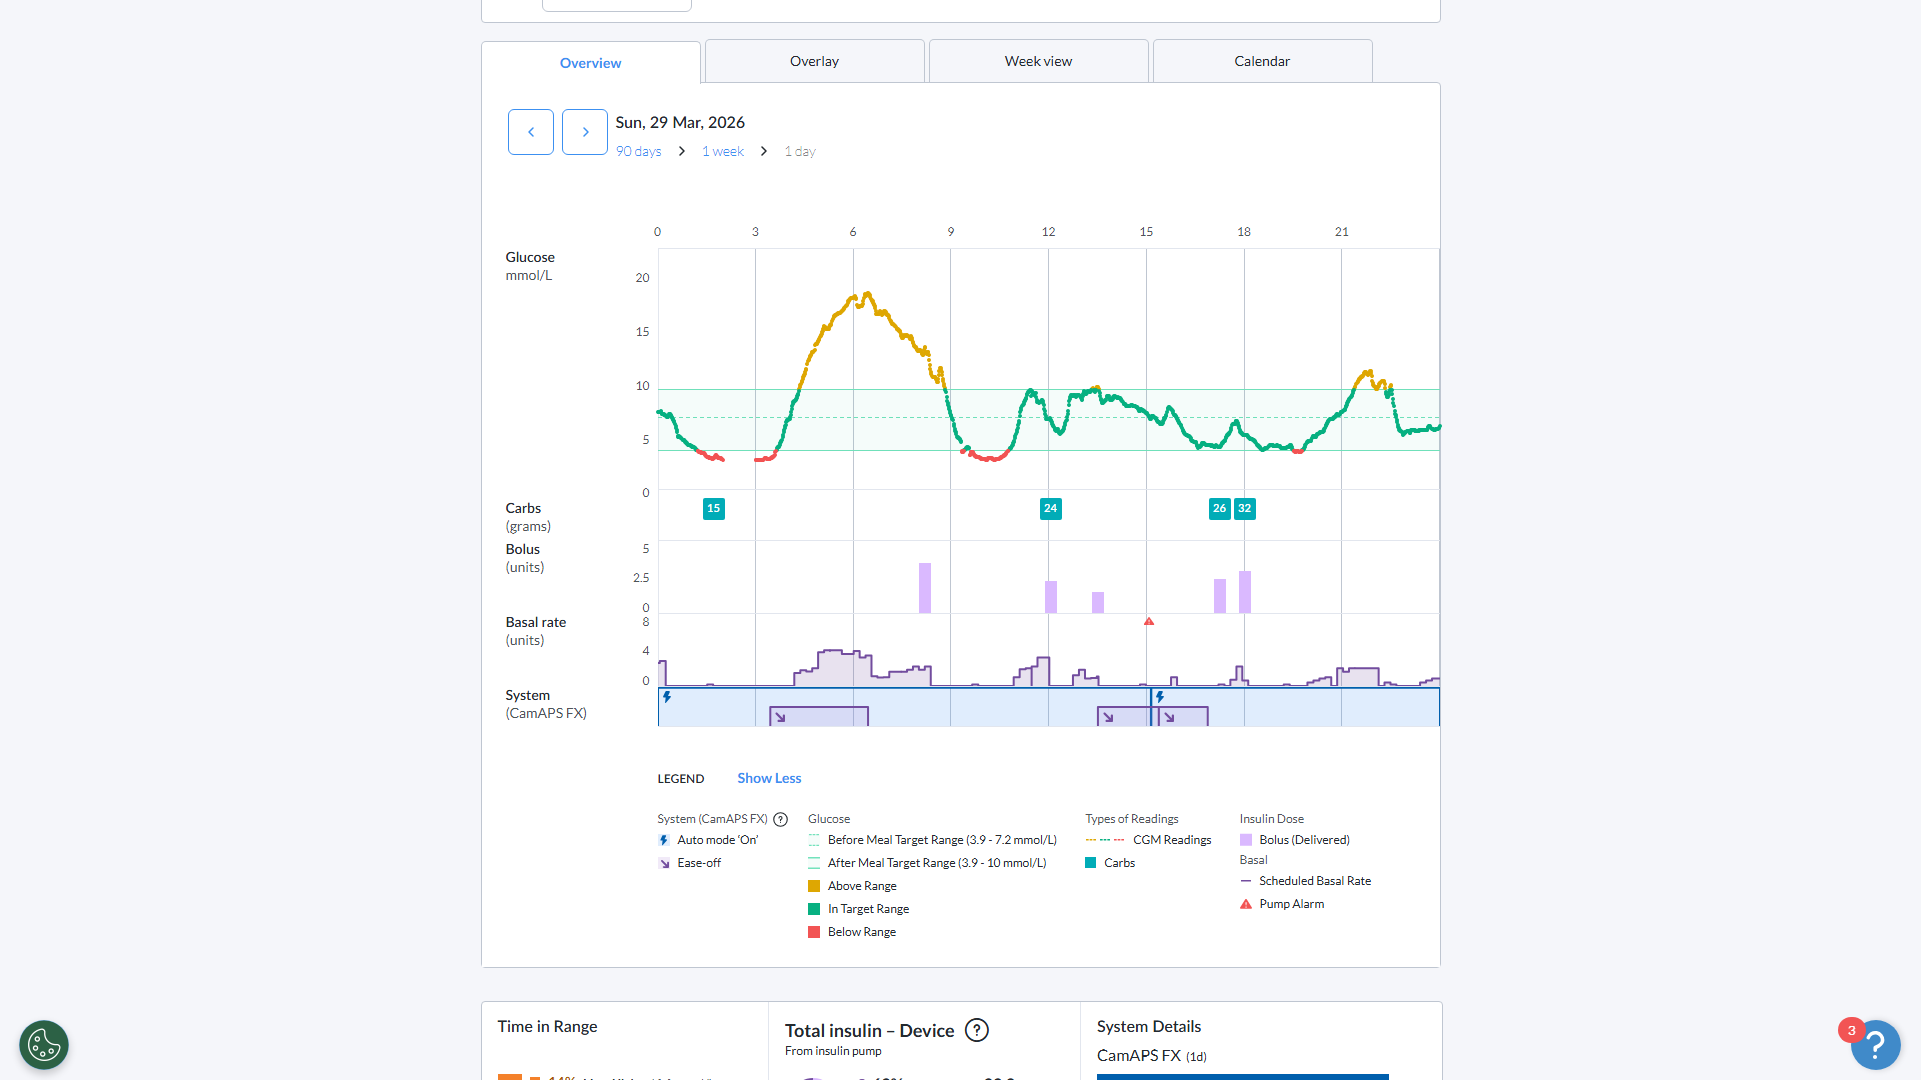 Overview
Overlay
Week view
Calendar
Sun, 29 Mar, 2026
90 days
1 week
1 day
0 3 6 9 12 15 18 21
Glucose
mmol/L
20
15
10
5
0
Carbs
(grams)
15 24 26 32
Bolus
(units)
5
2.5
0
Basal rate
(units)
8
4
0
System
(CamAPS FX)
LEGEND
Show Less
System (CamAPS FX) ?
Auto mode ‘On’
Ease-off
Glucose
Before Meal Target Range (3.9 - 7.2 mmol/L)
After Meal Target Range (3.9 - 10 mmol/L)
Above Range
In Target Range
Below Range
Types of Readings
CGM Readings
Carbs
Insulin Dose
Bolus (Delivered)
Basal
Scheduled Basal Rate
Pump Alarm
Time in Range
Total insulin – Device ?
From insulin pump
System Details
CamAPS FX (1d)
3
?